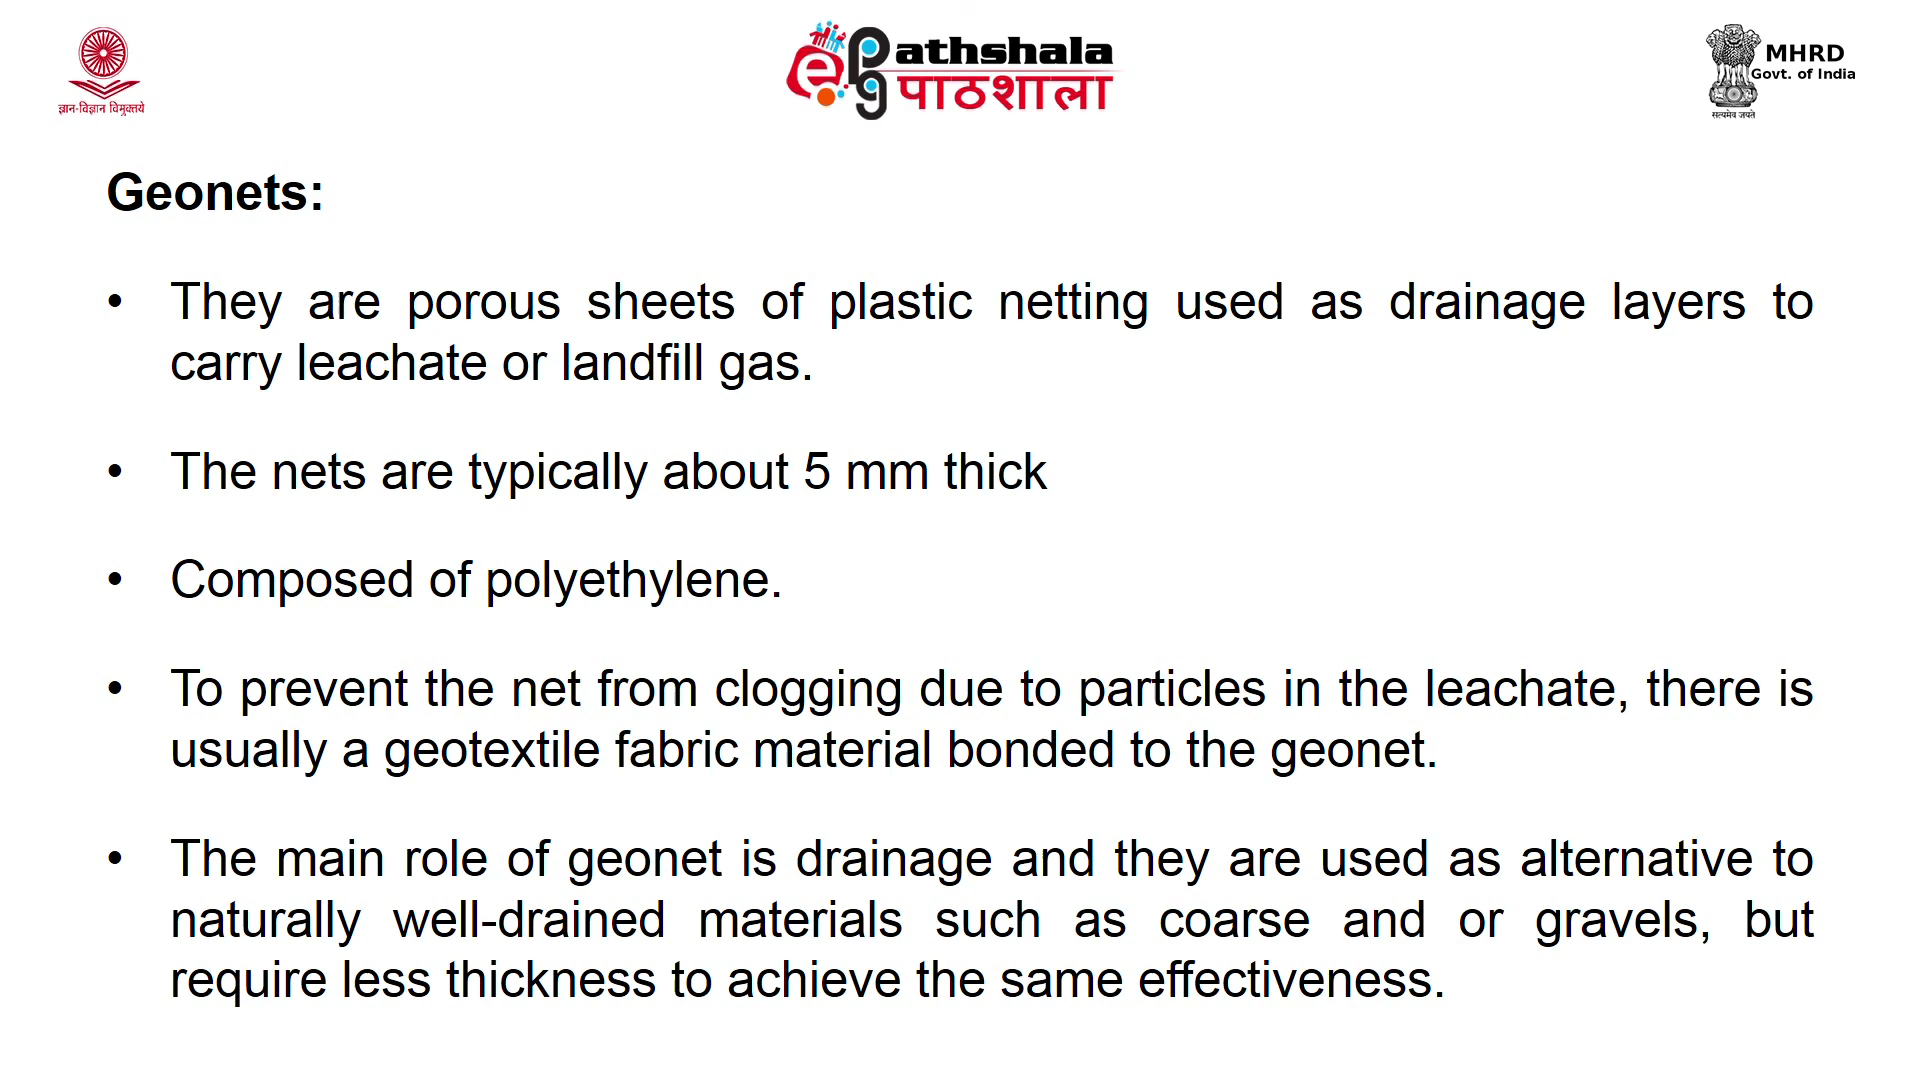 ज्ञान-विज्ञान विमुक्तये
ePG athshala
पाठशाला
MHRD
Govt. of India
सत्यमेव जयते
Geonets:
• They are porous sheets of plastic netting used as drainage layers to
carry leachate or landfill gas.
• The nets are typically about 5 mm thick
• Composed of polyethylene.
• To prevent the net from clogging due to particles in the leachate, there is
usually a geotextile fabric material bonded to the geonet.
• The main role of geonet is drainage and they are used as alternative to
naturally well-drained materials such as coarse and or gravels, but
require less thickness to achieve the same effectiveness.